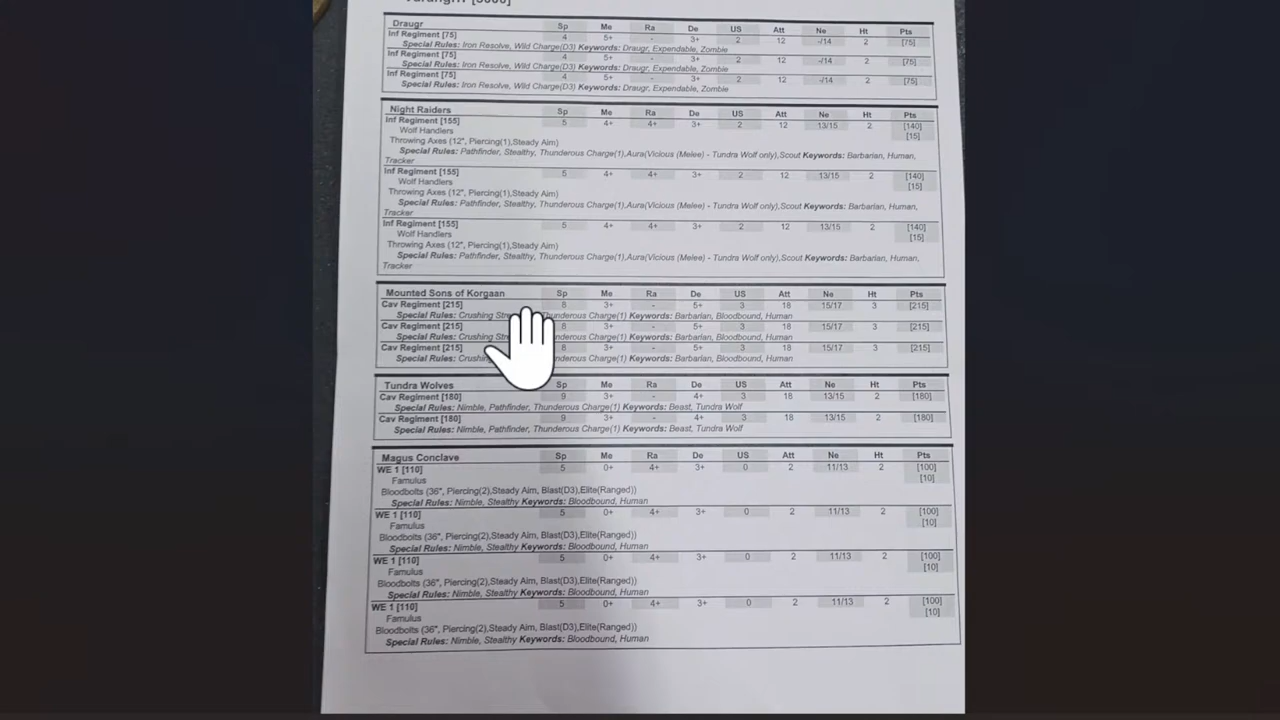 Draugr Sp Me Ra De US Att Ne Ht Pts
Inf Regiment [75] 4 5+ - 3+ 2 12 -/14 2 [75]
Special Rules: Iron Resolve, Wild Charge(D3) Keywords: Draugr, Expendable, Zombie
Inf Regiment [75] 4 5+ - 3+ 2 12 -/14 2 [75]
Special Rules: Iron Resolve, Wild Charge(D3) Keywords: Draugr, Expendable, Zombie
Inf Regiment [75] 4 5+ - 3+ 2 12 -/14 2 [75]
Special Rules: Iron Resolve, Wild Charge(D3) Keywords: Draugr, Expendable, Zombie
Night Raiders Sp Me Ra De US Att Ne Ht Pts
Inf Regiment [155] 5 4+ 4+ 3+ 2 12 13/15 2 [140]
Wolf Handlers [15]
Throwing Axes (12", Piercing(1),Steady Aim)
Special Rules: Pathfinder, Stealthy, Thunderous Charge(1),Aura(Vicious (Melee) - Tundra Wolf only),Scout Keywords: Barbarian, Human,
Tracker
Inf Regiment [155] 5 4+ 4+ 3+ 2 12 13/15 2 [140]
Wolf Handlers [15]
Throwing Axes (12", Piercing(1),Steady Aim)
Special Rules: Pathfinder, Stealthy, Thunderous Charge(1),Aura(Vicious (Melee) - Tundra Wolf only),Scout Keywords: Barbarian, Human,
Tracker
Inf Regiment [155] 5 4+ 4+ 3+ 2 12 13/15 2 [140]
Wolf Handlers [15]
Throwing Axes (12", Piercing(1),Steady Aim)
Special Rules: Pathfinder, Stealthy, Thunderous Charge(1),Aura(Vicious (Melee) - Tundra Wolf only),Scout Keywords: Barbarian, Human,
Tracker
Mounted Sons of Korgaan Sp Me Ra De US Att Ne Ht Pts
Cav Regiment [215] 8 3+ - 5+ 3 18 15/17 3 [215]
Special Rules: Crushing Thunderous Charge(1) Keywords: Barbarian, Bloodbound, Human
Cav Regiment [215] 8 3+ - 5+ 3 18 15/17 3 [215]
Special Rules: Crushing Thunderous Charge(1) Keywords: Barbarian, Bloodbound, Human
Cav Regiment [215] 8 3+ - 5+ 3 18 15/17 3 [215]
Special Rules: Thunderous Charge(1) Keywords: Barbarian, Bloodbound, Human
Tundra Wolves Sp Me Ra De US Att Ne Ht Pts
Cav Regiment [180] 9 3+ - 4+ 3 18 13/15 2 [180]
Special Rules: Nimble, Pathfinder, Thunderous Charge(1) Keywords: Beast, Tundra Wolf
Cav Regiment [180] 9 3+ - 4+ 3 18 13/15 2 [180]
Special Rules: Nimble, Pathfinder, Thunderous Charge(1) Keywords: Beast, Tundra Wolf
Magus Conclave Sp Me Ra De US Att Ne Ht Pts
WE 1 [110] 5 0+ 4+ 3+ 0 2 11/13 2 [100]
Famulus [10]
Bloodbolts (36", Piercing(2),Steady Aim, Blast(D3),Elite(Ranged))
Special Rules: Nimble, Stealthy Keywords: Bloodbound, Human
WE 1 [110] 5 0+ 4+ 3+ 0 2 11/13 2 [100]
Famulus [10]
Bloodbolts (36", Piercing(2),Steady Aim, Blast(D3),Elite(Ranged))
Special Rules: Nimble, Stealthy Keywords: Bloodbound, Human
WE 1 [110] 5 0+ 4+ 3+ 0 2 11/13 2 [100]
Famulus [10]
Bloodbolts (36", Piercing(2),Steady Aim, Blast(D3),Elite(Ranged))
Special Rules: Nimble, Stealthy Keywords: Bloodbound, Human
WE 1 [110] 5 0+ 4+ 3+ 0 2 11/13 2 [100]
Famulus [10]
Bloodbolts (36", Piercing(2),Steady Aim, Blast(D3),Elite(Ranged))
Special Rules: Nimble, Stealthy Keywords: Bloodbound, Human